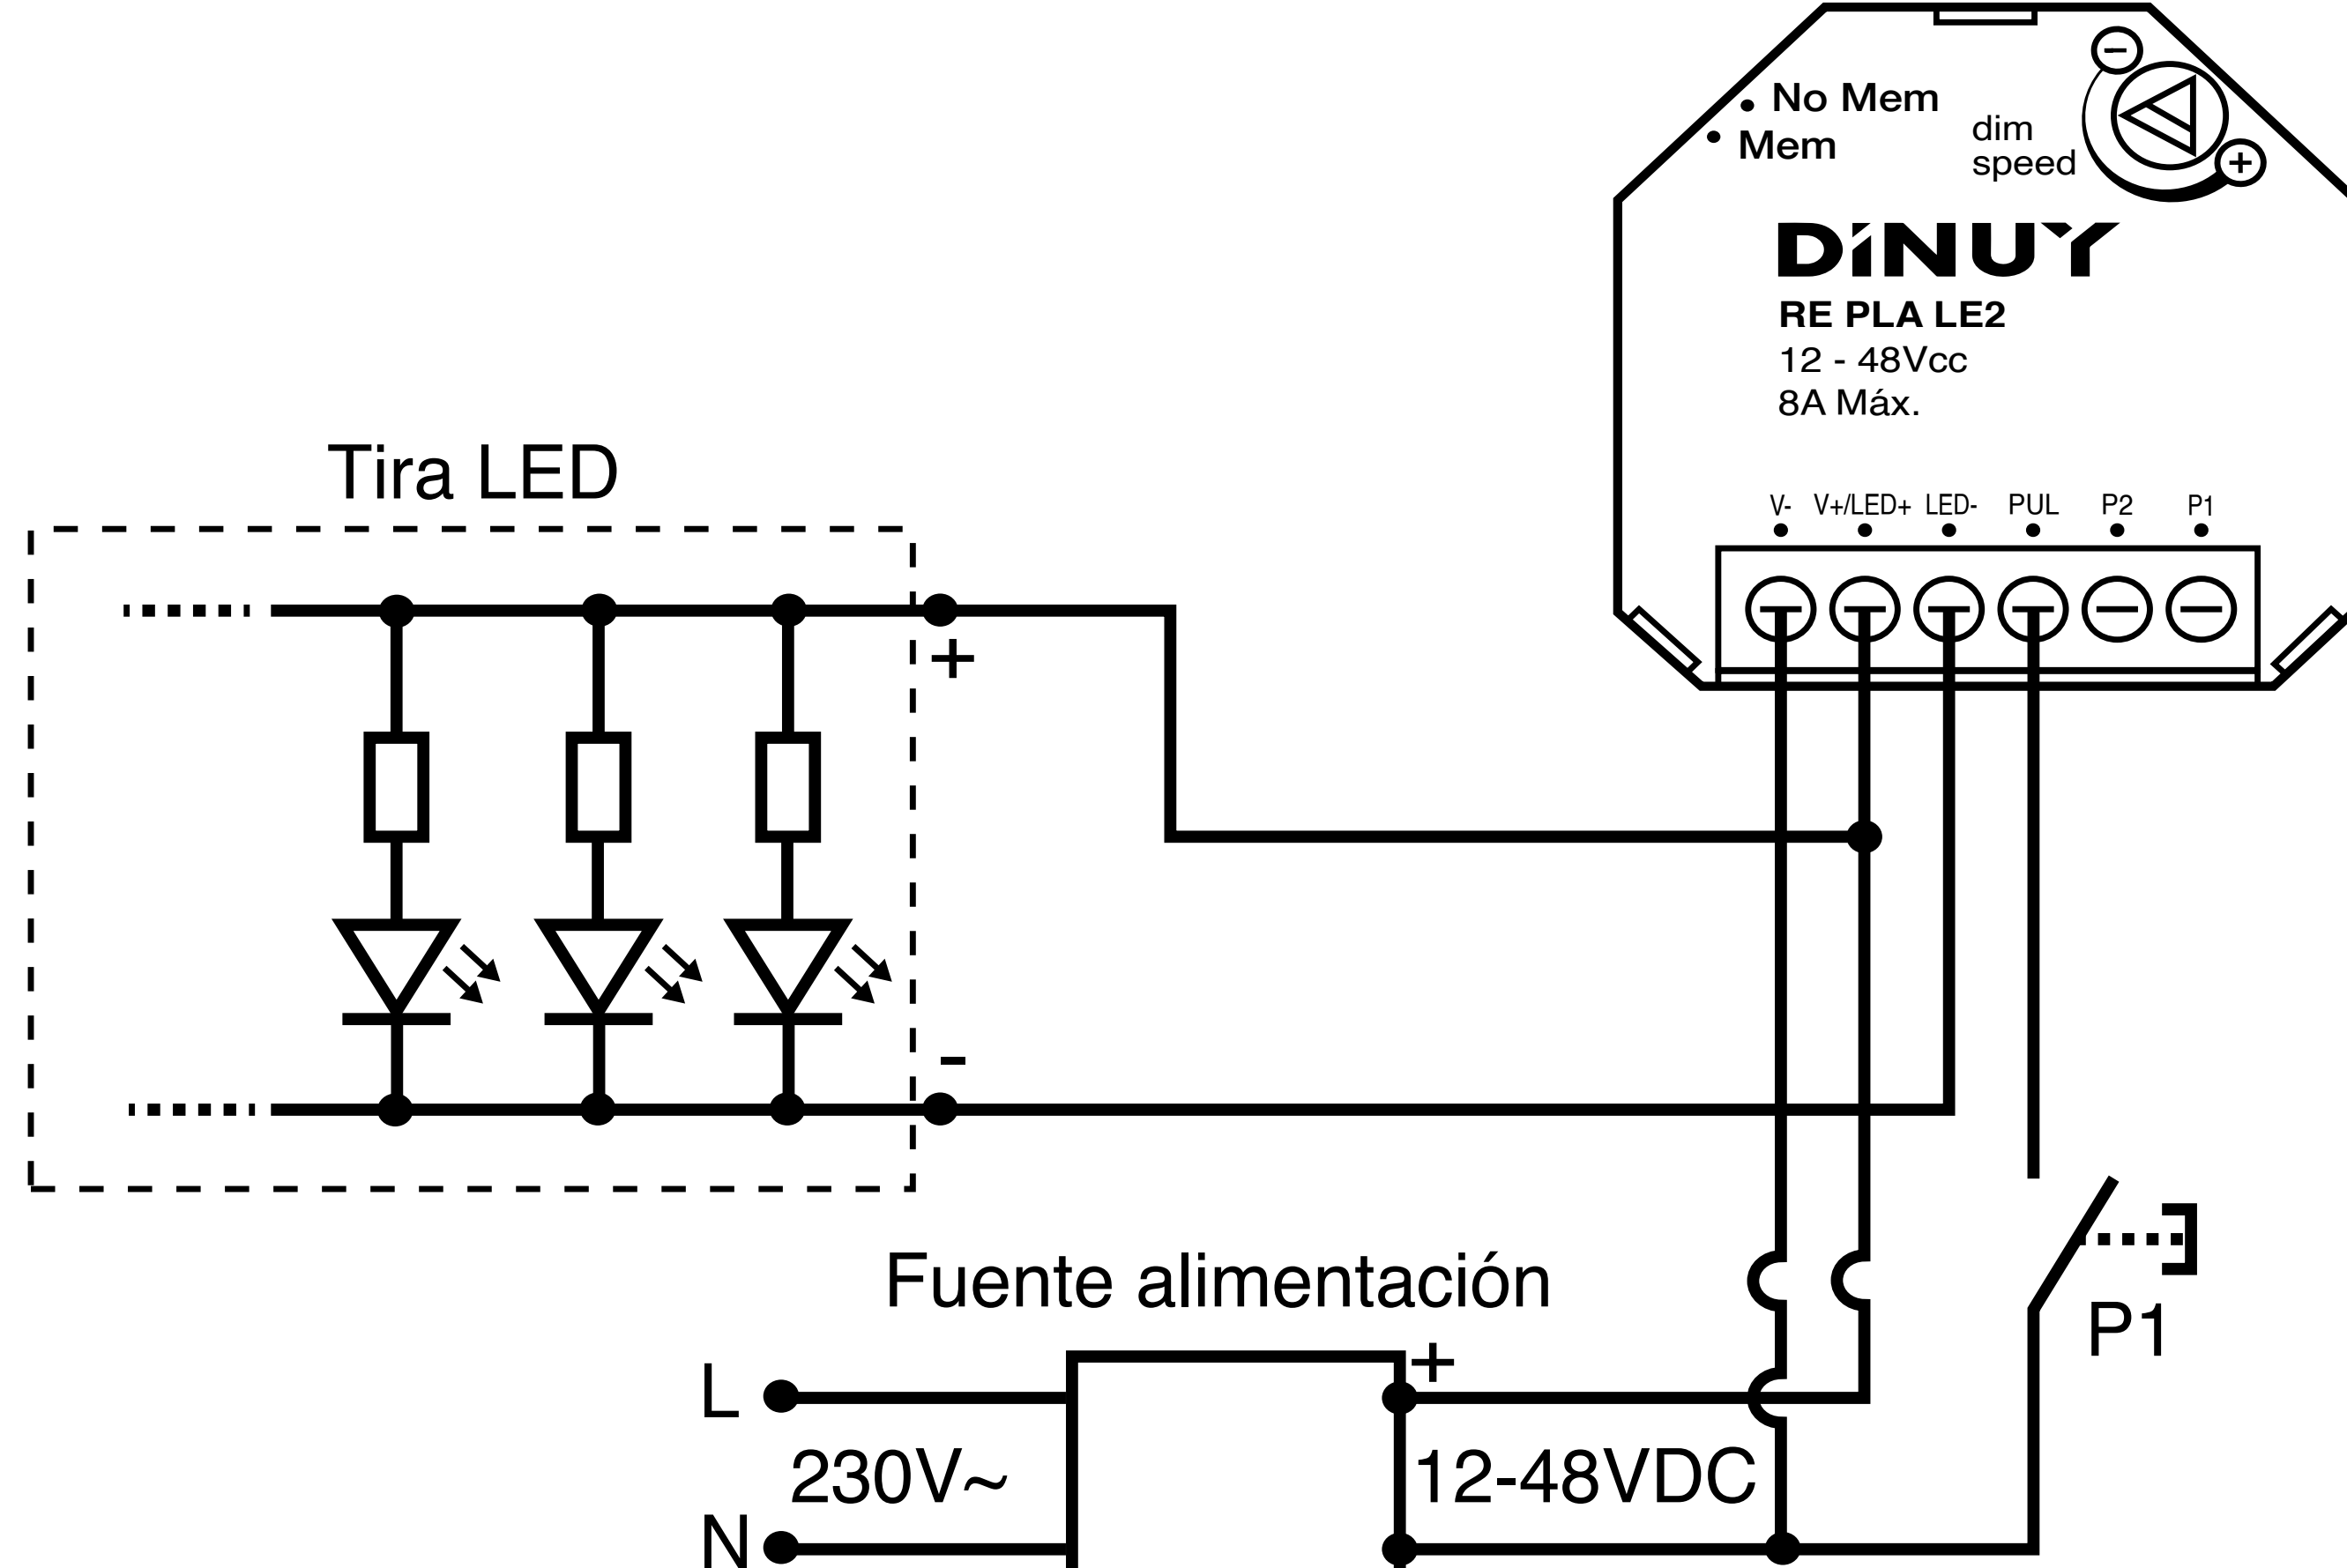 No Mem
Mem
dim
speed
DINUY
RE PLA LE2
12 - 48Vcc
8A Máx.
V- V+/LED+ LED- PUL P2 P1
Tira LED
+
-
Fuente alimentación
P1
+
L
230V~ 12-48VDC
N